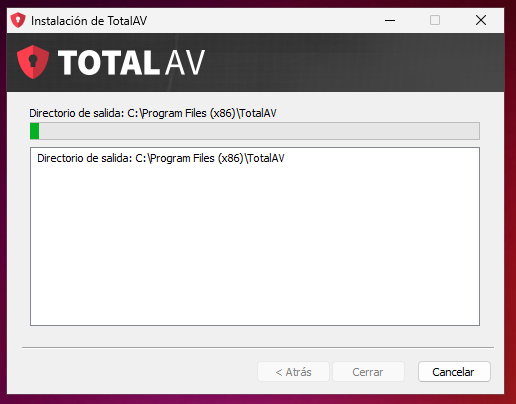 Instalación de TotalAV
TOTAL AV
Directorio de salida: C:\Program Files (x86)\TotalAV
Directorio de salida: C:\Program Files (x86)\TotalAV
< Atrás
Cerrar
Cancelar